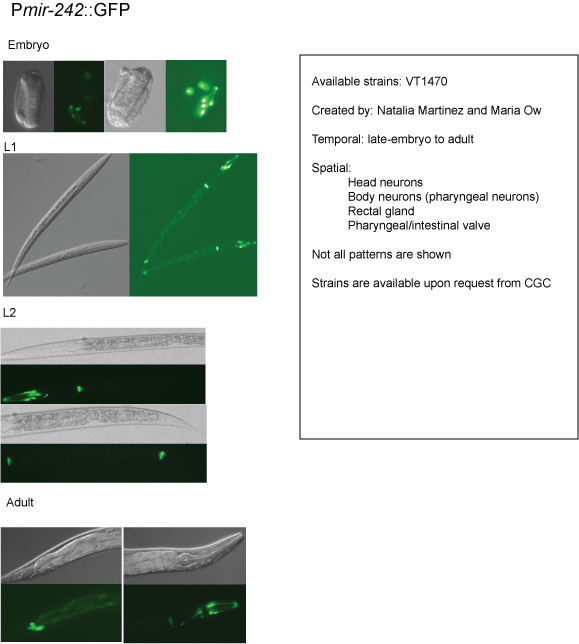 Pmir-242::GFP
Embryo
L1
L2
Adult
Available strains: VT1470
Created by: Natalia Martinez and Maria Ow
Temporal: late-embryo to adult
Spatial:
Head neurons
Body neurons (pharyngeal neurons)
Rectal gland
Pharyngeal/intestinal valve
Not all patterns are shown
Strains are available upon request from CGC